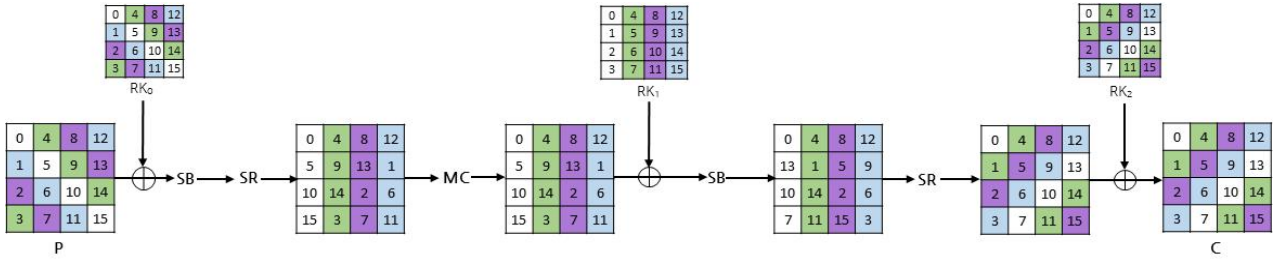 0 4 8 12
1 5 9 13
2 6 10 14
3 7 11 15
RK₀
0 4 8 12
1 5 9 13
2 6 10 14
3 7 11 15
RK₁
0 4 8 12
1 5 9 13
2 6 10 14
3 7 11 15
RK₂
0 4 8 12
1 5 9 13
2 6 10 14
3 7 11 15
P
SB
SR
0 4 8 12
5 9 13 1
10 14 2 6
15 3 7 11
MC
0 4 8 12
5 9 13 1
10 14 2 6
15 3 7 11
SB
0 4 8 12
13 1 5 9
10 14 2 6
7 11 15 3
SR
0 4 8 12
1 5 9 13
2 6 10 14
3 7 11 15
0 4 8 12
1 5 9 13
2 6 10 14
3 7 11 15
C